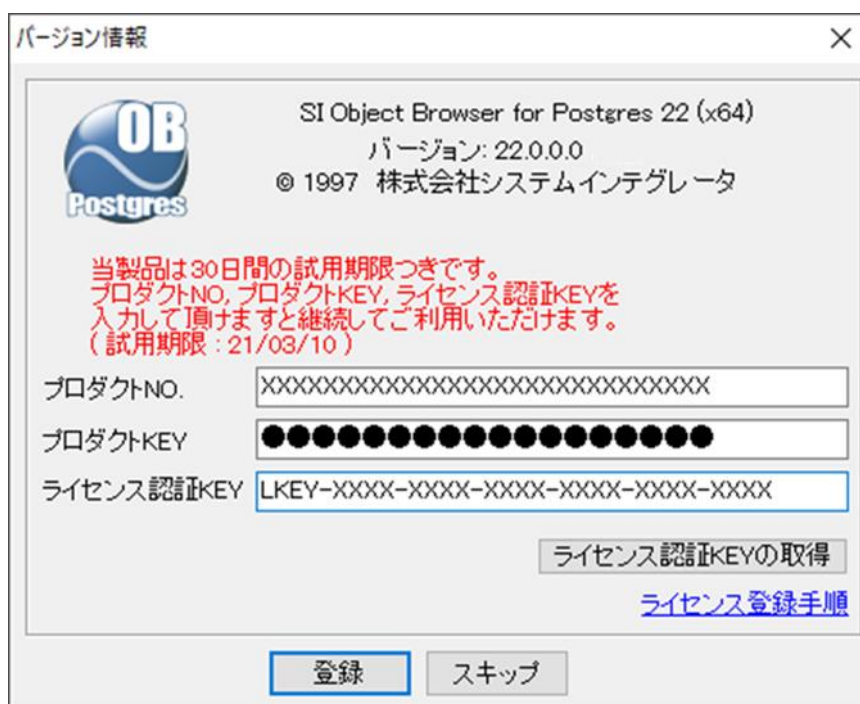 バージョン情報
OB
Postgres
SI Object Browser for Postgres 22 (x64)
バージョン: 22.0.0.0
© 1997 株式会社システムインテグレータ
当製品は30日間の試用期限つきです。
プロダクトNO, プロダクトKEY, ライセンス認証KEYを
入力して頂けますと継続してご利用いただけます。
( 試用期限 : 21/03/10 )
プロダクトNO. XXXXXXXXXXXXXXXXXXXXXXXXXXXXXX
プロダクトKEY ●●●●●●●●●●●●●●●●●●
ライセンス認証KEY LKEY-XXXX-XXXX-XXXX-XXXX-XXXX-XXXX
ライセンス認証KEYの取得
ライセンス登録手順
登録 スキップ